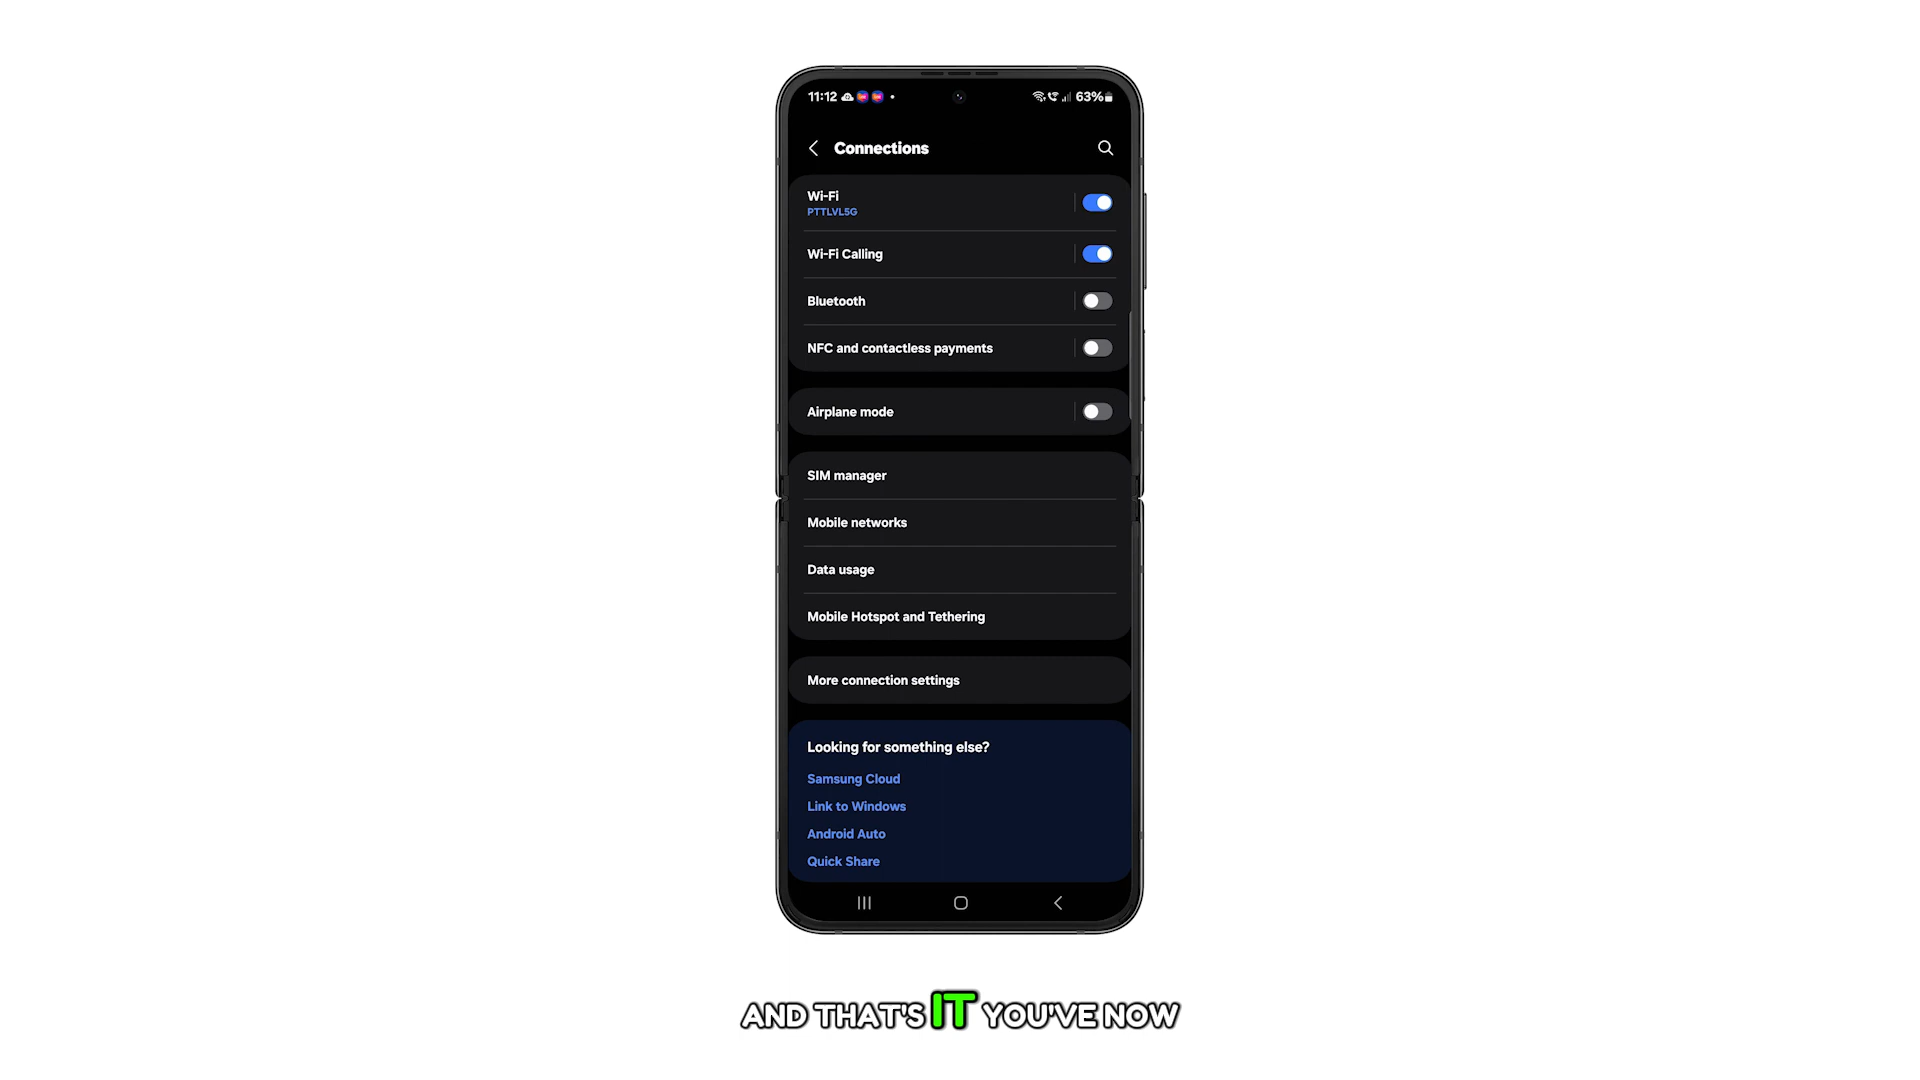 11:12
63%
Connections
Wi-Fi
PTTLVL5G
Wi-Fi Calling
Bluetooth
NFC and contactless payments
Airplane mode
SIM manager
Mobile networks
Data usage
Mobile Hotspot and Tethering
More connection settings
Looking for something else?
Samsung Cloud
Link to Windows
Android Auto
Quick Share
AND THAT'S IT YOU'VE NOW